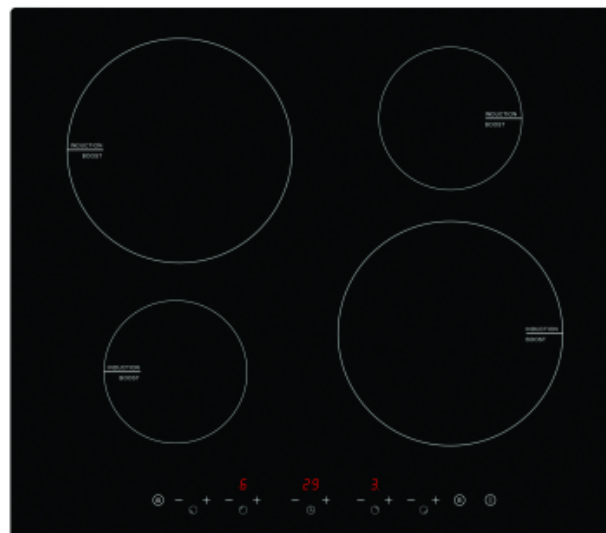 INDUCTION
BOOST
INDUCTION
BOOST
INDUCTION
BOOST
INDUCTION
BOOST
6 29 3
- + - + - + - + - +